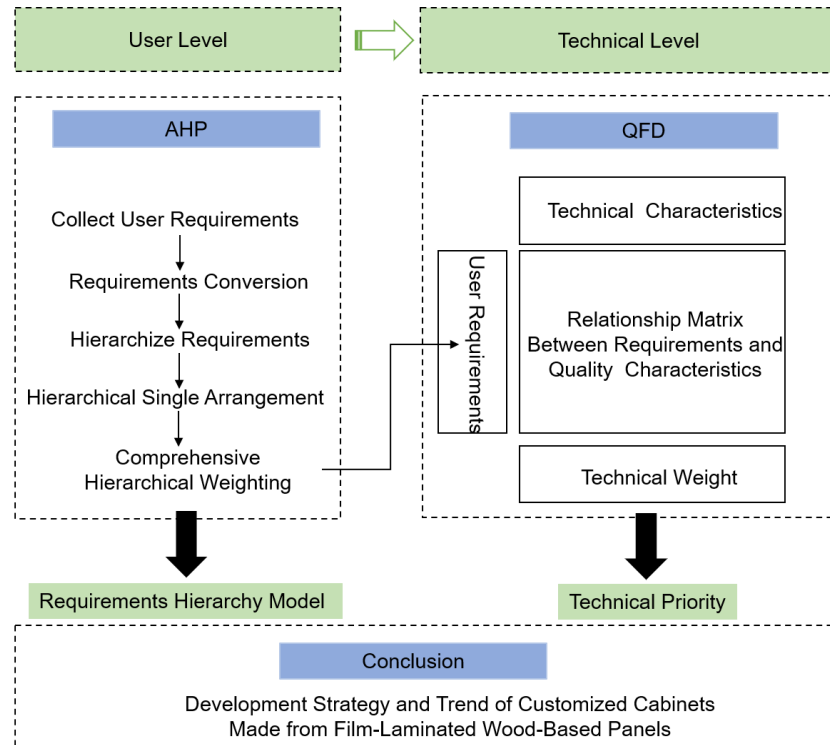 User Level
Technical Level
AHP
Collect User Requirements
Requirements Conversion
Hierarchize Requirements
Hierarchical Single Arrangement
Comprehensive
Hierarchical Weighting
QFD
Technical Characteristics
User Requirements
Relationship Matrix
Between Requirements and
Quality Characteristics
Technical Weight
Requirements Hierarchy Model
Technical Priority
Conclusion
Development Strategy and Trend of Customized Cabinets
Made from Film-Laminated Wood-Based Panels